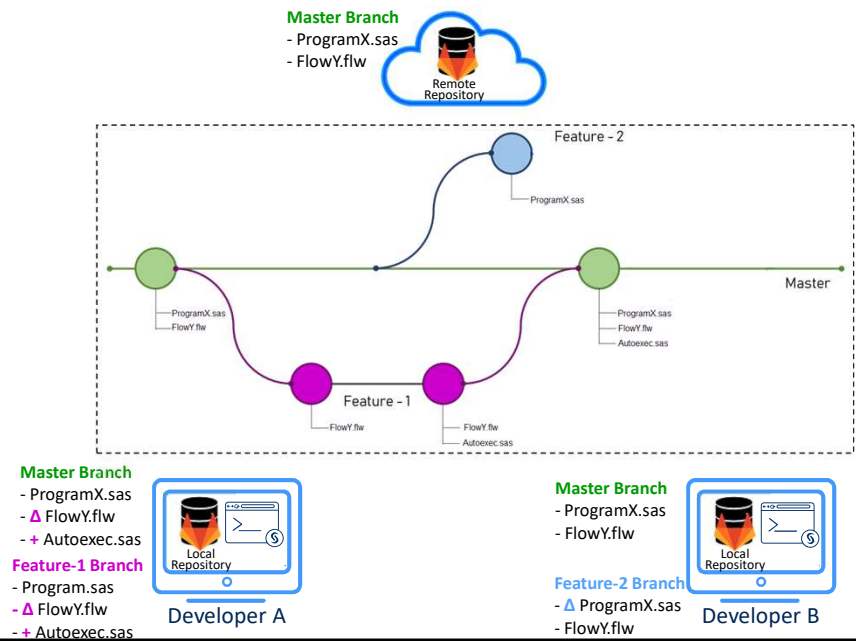 Master Branch
- ProgramX.sas
- FlowY.flw
Remote
Repository
Feature - 2
ProgramX.sas
Master
ProgramX.sas
FlowY.flw
ProgramX.sas
FlowY.flw
Autoexec.sas
Feature - 1
FlowY.flw
FlowY.flw
Autoexec.sas
Master Branch
- ProgramX.sas
- Δ FlowY.flw
- + Autoexec.sas
Feature-1 Branch
- Program.sas
- Δ FlowY.flw
- + Autoexec.sas
Local
Repository
Developer A
Master Branch
- ProgramX.sas
- FlowY.flw
Feature-2 Branch
- Δ ProgramX.sas
- FlowY.flw
Local
Repository
Developer B